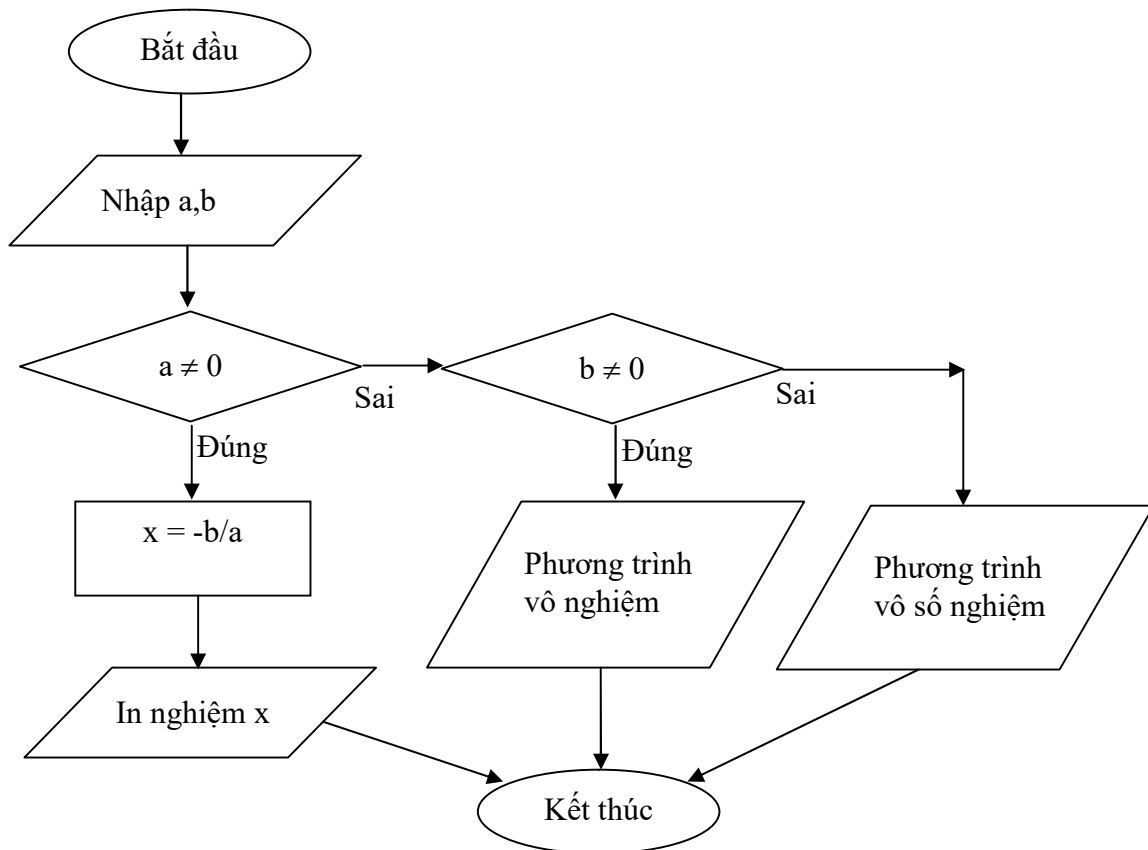 Bắt đầu
Nhập a,b
a ≠ 0
Sai
b ≠ 0
Sai
Đúng
Đúng
x = -b/a
Phương trình
vô nghiệm
Phương trình
vô số nghiệm
In nghiệm x
Kết thúc